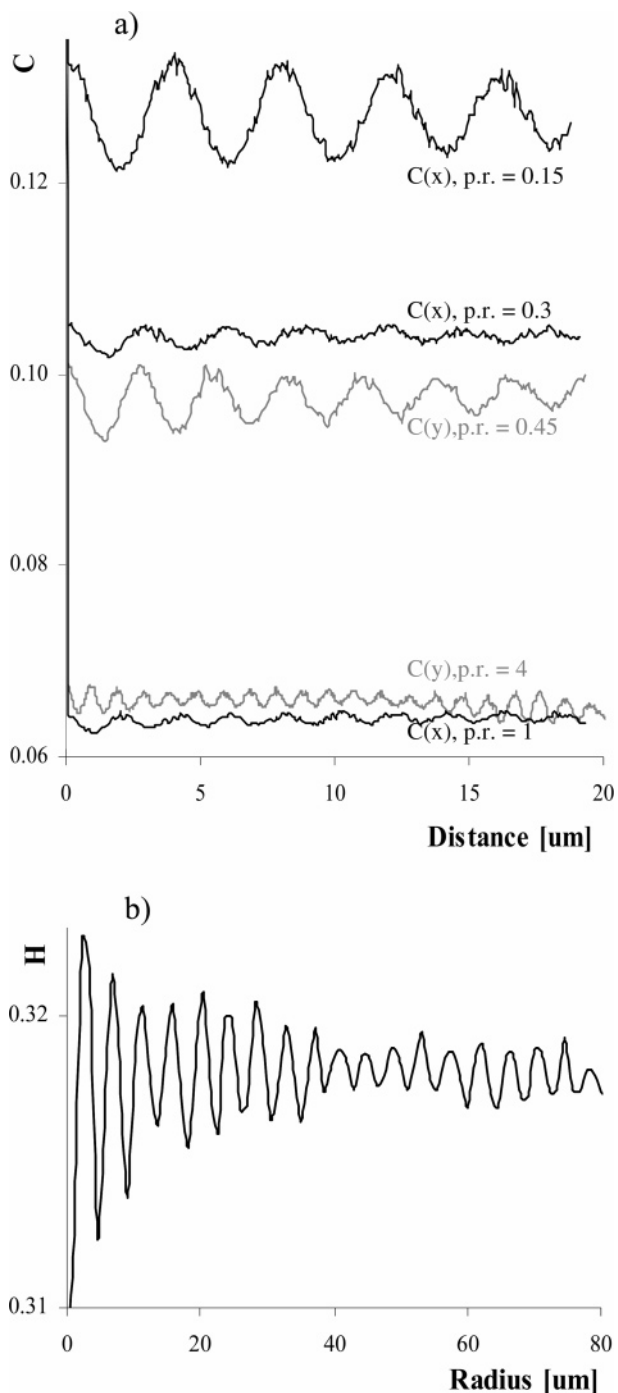 a)
C
0.12
C(x), p.r. = 0.15
C(x), p.r. = 0.3
0.10
C(y),p.r. = 0.45
0.08
C(y),p.r. = 4
0.06
C(x), p.r. = 1
0 5 10 15 20
Distance [um]
b)
H
0.32
0.31
0 20 40 60 80
Radius [um]